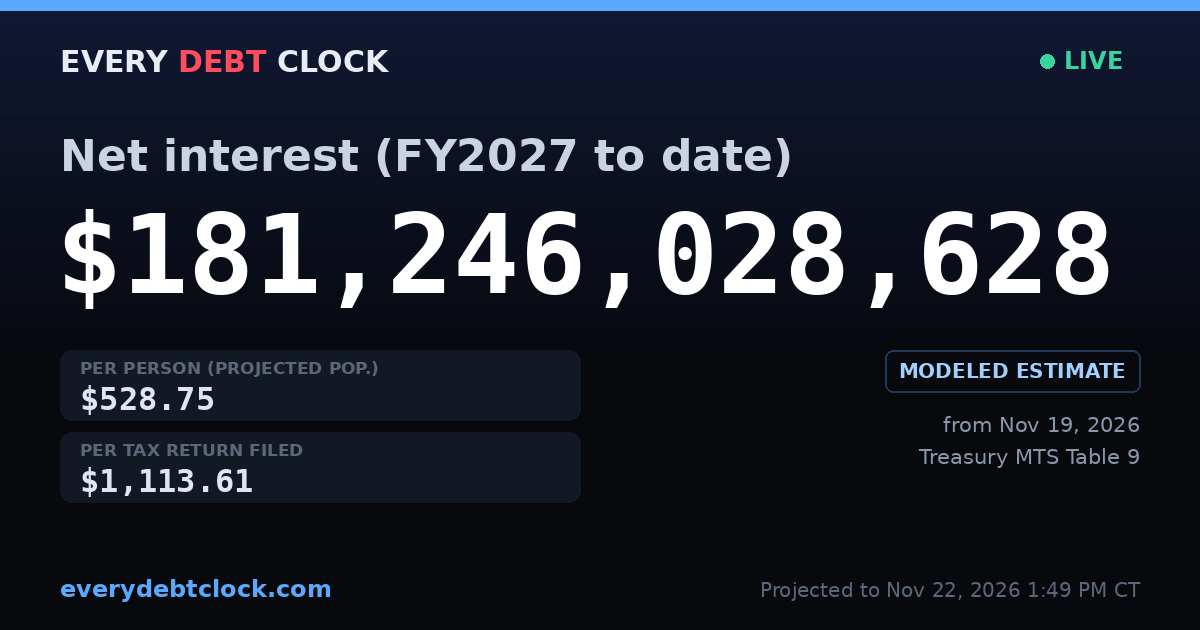 EVERY DEBT CLOCK
LIVE
Net interest (FY2027 to date)
$181,246,028,628
PER PERSON (PROJECTED POP.)
$528.75
PER TAX RETURN FILED
$1,113.61
MODELED ESTIMATE
from Nov 19, 2026
Treasury MTS Table 9
everydebtclock.com
Projected to Nov 22, 2026 1:49 PM CT